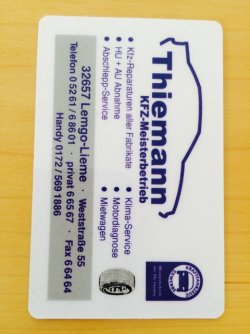 Thiemann
KFZ-Meisterbetrieb
• Kfz-Reparaturen aller Fabrikate
• HU + AU Abnahme
• Abschlepp-Service
• Klima-Service
• Motordiagnose
• Mietwagen
32657 Lemgo-Lieme · Weststraße 55
Telefon 0 52 61 / 6 86 01 · privat 6 65 67 · Fax 6 64 64
Handy 0172 / 569 1886